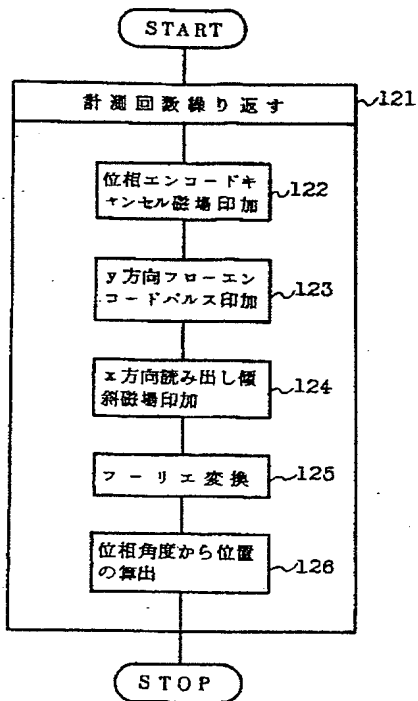 START
計測回数繰り返す
121
位相エンコードキ
ャンセル磁場印加
122
y方向フローエン
コードパルス印加
123
x方向読み出し傾
斜磁場印加
124
フーリエ変換
125
位相角度から位置
の算出
126
STOP